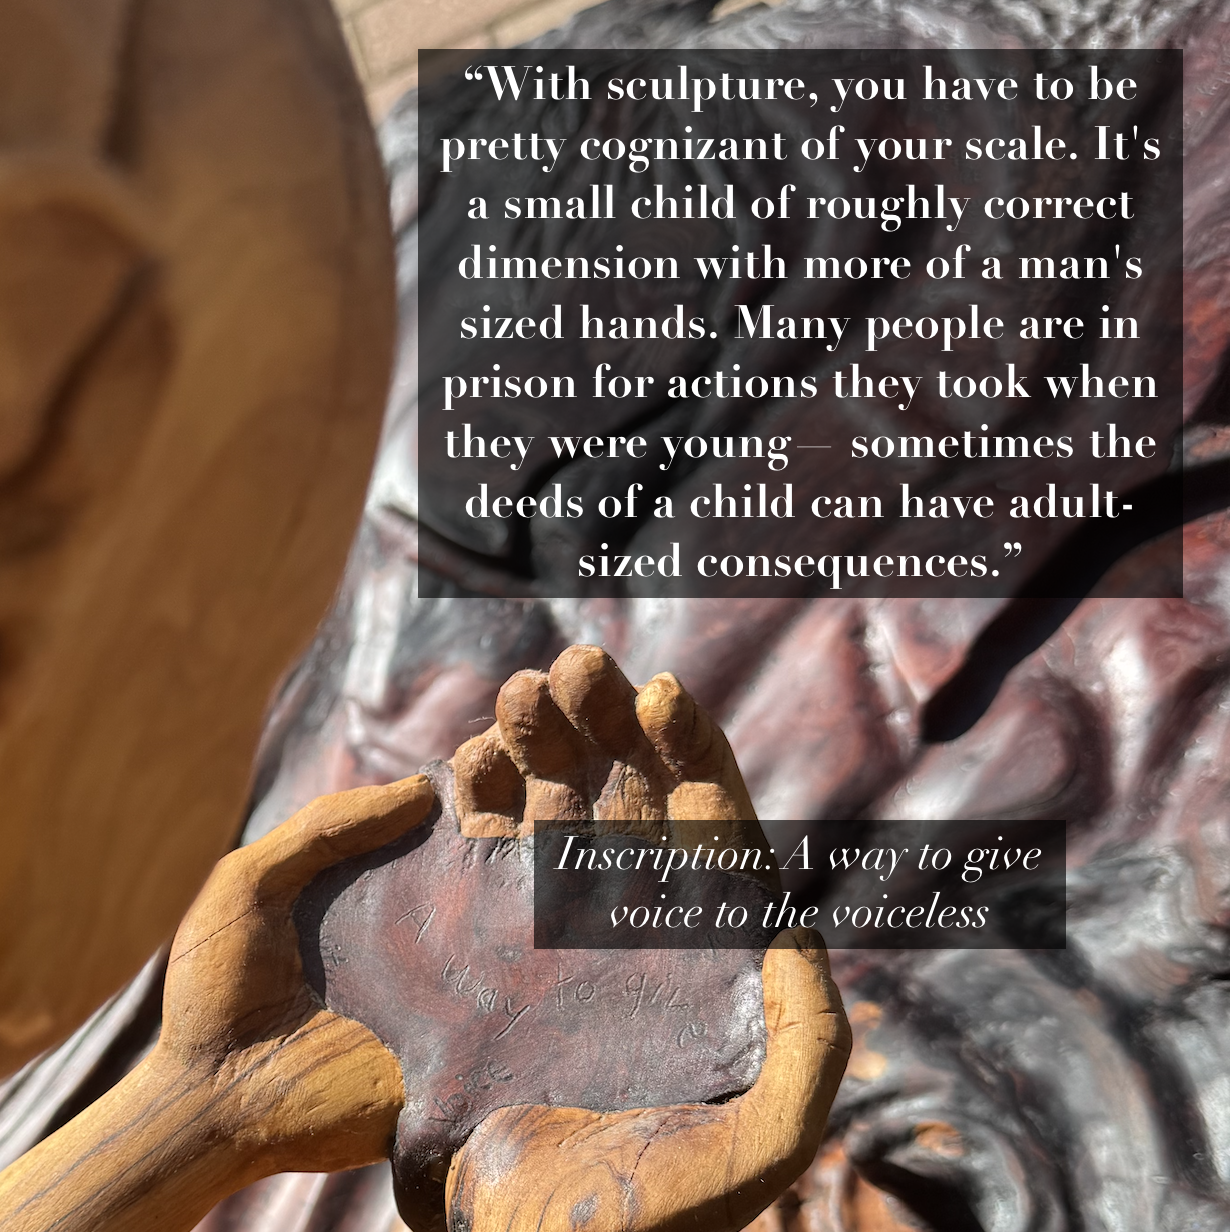 “With sculpture, you have to be
pretty cognizant of your scale. It's
a small child of roughly correct
dimension with more of a man's
sized hands. Many people are in
prison for actions they took when
they were young— sometimes the
deeds of a child can have adult-
sized consequences.”
Inscription: A way to give
voice to the voiceless
A
way to give
voice